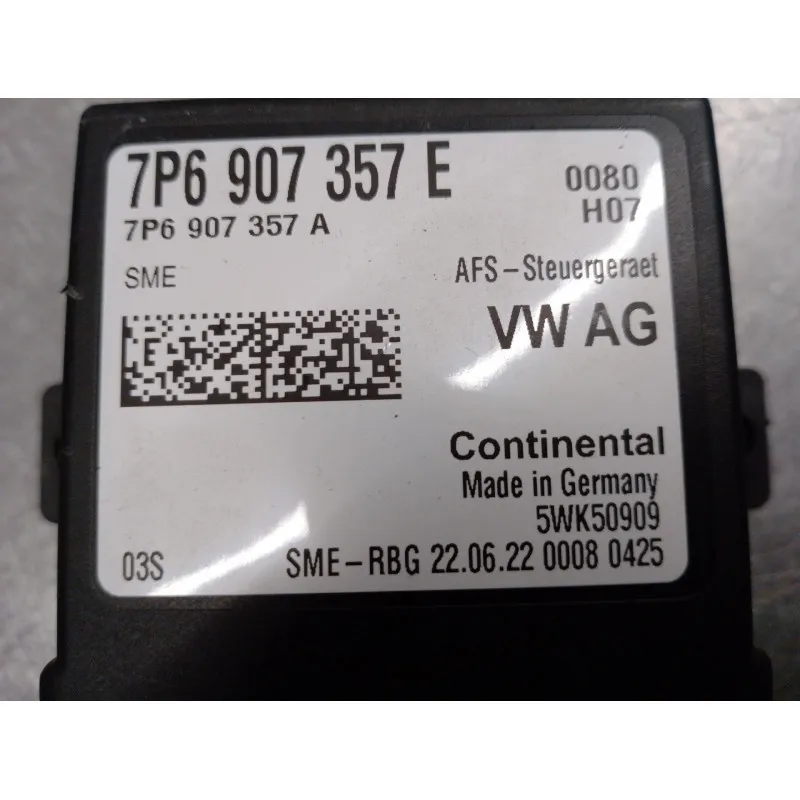 7P6 907 357 E
7P6 907 357 A
0080
H07
SME
AFS-Steuergeraet
VW AG
Continental
Made in Germany
5WK50909
03S SME-RBG 22.06.22 0008 0425